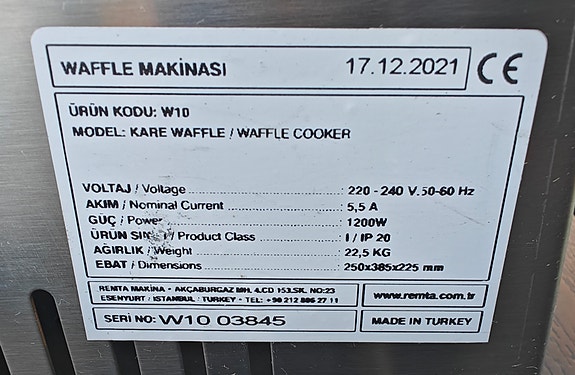 WAFFLE MAKİNASI 17.12.2021 CE
ÜRÜN KODU: W10
MODEL: KARE WAFFLE / WAFFLE COOKER
VOLTAJ / Voltage 220 - 240 V.50-60 Hz
AKIM / Nominal Current 5,5 A
GÜÇ / Power 1200W
ÜRÜN SINIFI / Product Class I / IP 20
AĞIRLIK / Weight 22,5 KG
EBAT / Dimensions 250x385x225 mm
REMTA MAKİNA - AKÇABURGAZ MH. 4.CD 153.SK. NO:23
ESENYURT / İSTANBUL / TURKEY - TEL: +90 212 886 27 11
www.remta.com.tr
SERİ NO: W10 03845
MADE IN TURKEY